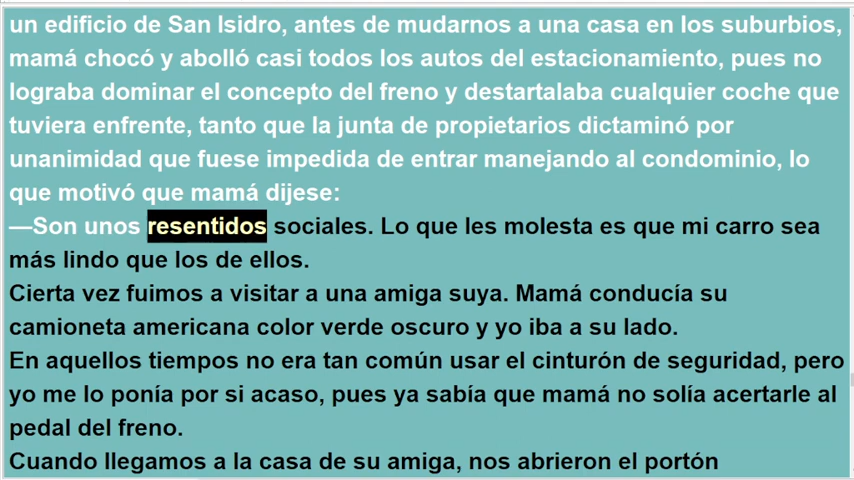 un edificio de San Isidro, antes de mudarnos a una casa en los suburbios,
mamá chocó y abolló casi todos los autos del estacionamiento, pues no
lograba dominar el concepto del freno y destartalaba cualquier coche que
tuviera enfrente, tanto que la junta de propietarios dictaminó por
unanimidad que fuese impedida de entrar manejando al condominio, lo
que motivó que mamá dijese:
—Son unos resentidos sociales. Lo que les molesta es que mi carro sea
más lindo que los de ellos.
Cierta vez fuimos a visitar a una amiga suya. Mamá conducía su
camioneta americana color verde oscuro y yo iba a su lado.
En aquellos tiempos no era tan común usar el cinturón de seguridad, pero
yo me lo ponía por si acaso, pues ya sabía que mamá no solía acertarle al
pedal del freno.
Cuando llegamos a la casa de su amiga, nos abrieron el portón